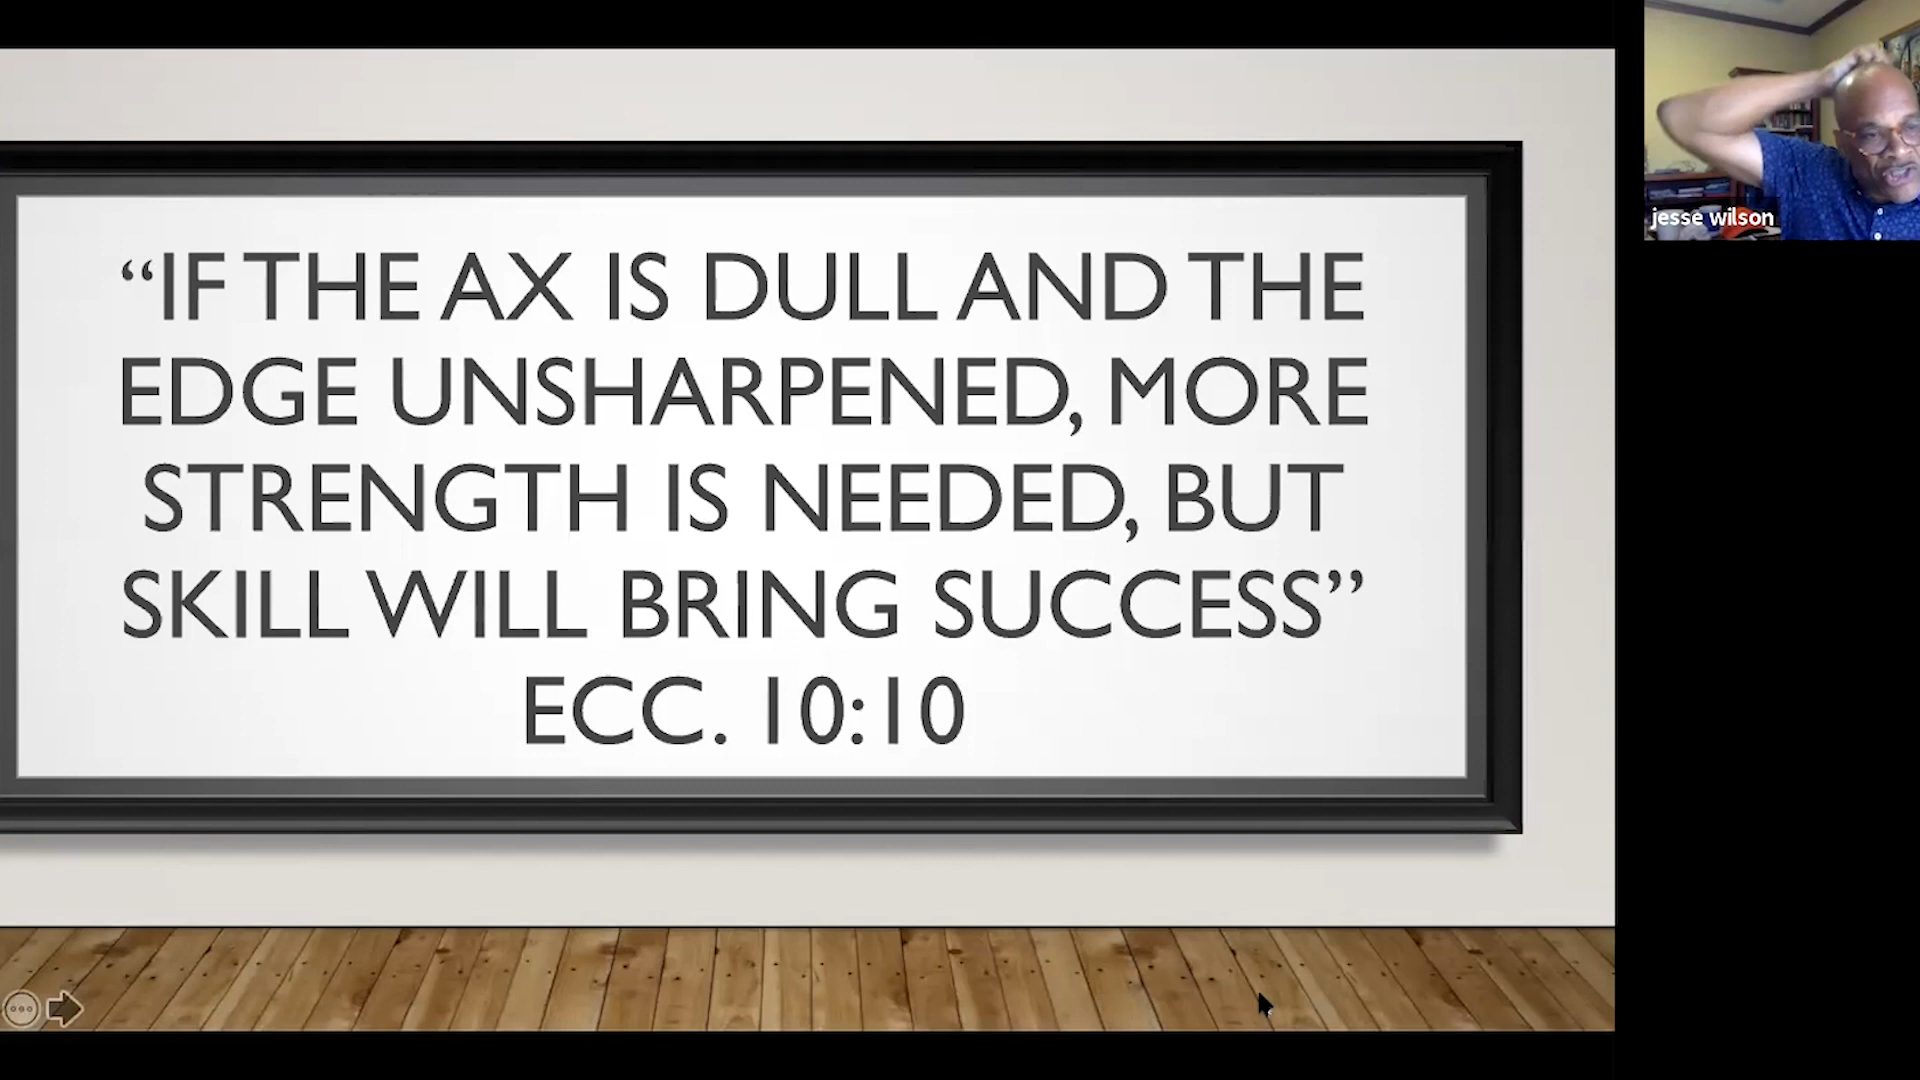 “IF THE AX IS DULL AND THE
EDGE UNSHARPENED, MORE
STRENGTH IS NEEDED, BUT
SKILL WILL BRING SUCCESS”
ECC. 10:10
jesse wilson